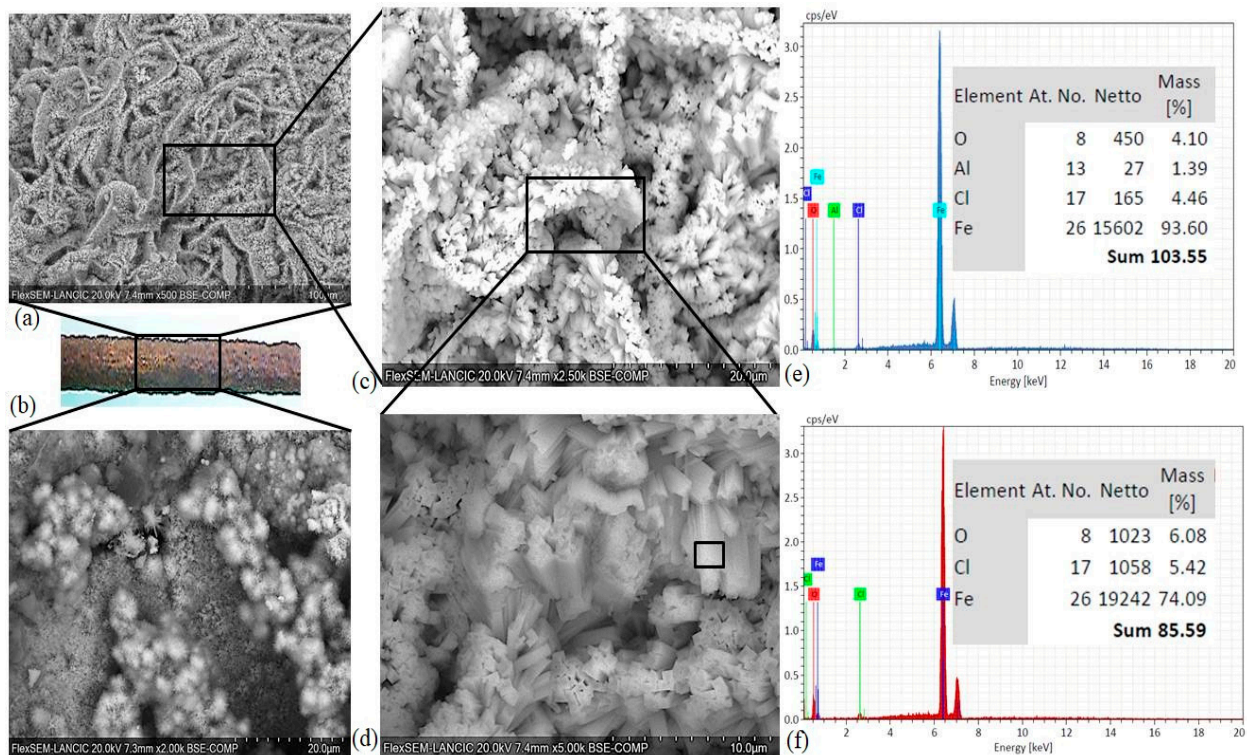 FlexSEM-LANCIC 20.0kV 7.4mm x500 BSE-COMP 100µm
(a)
(b)
FlexSEM-LANCIC 20.0kV 7.3mm x2.00k BSE-COMP 20.0µm
(c)
FlexSEM-LANCIC 20.0kV 7.4mm x2.50k BSE-COMP 20.0µm
(d)
FlexSEM-LANCIC 20.0kV 7.4mm x5.00k BSE-COMP 10.0µm
cps/eV
3.0
2.5
2.0
1.5
1.0
0.5
0.0
Cl O Fe Al Cl Fe
2 4 6 8 10 12 14 16 18 20
Energy [keV]
Element At. No. Netto Mass [%]
O 8 450 4.10
Al 13 27 1.39
Cl 17 165 4.46
Fe 26 15602 93.60
Sum 103.55
(e)
cps/eV
3.0
2.5
2.0
1.5
1.0
0.5
0.0
Cl O Fe Cl Fe
2 4 6 8 10 12 14 16 18 20
Energy [keV]
Element At. No. Netto Mass [%]
O 8 1023 6.08
Cl 17 1058 5.42
Fe 26 19242 74.09
Sum 85.59
(f)